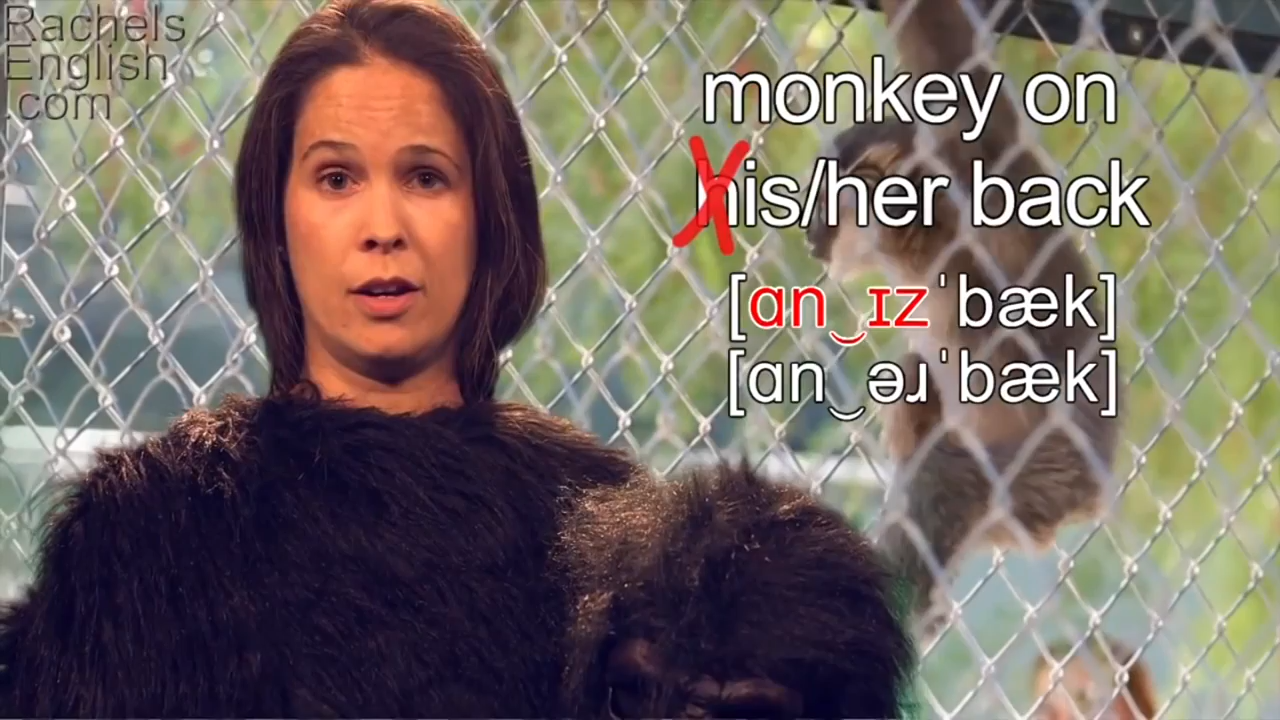 Rachels
English
.com
monkey on
his/her back
[ɑn‿ɪzˈbæk]
[ɑn‿əɹˈbæk]